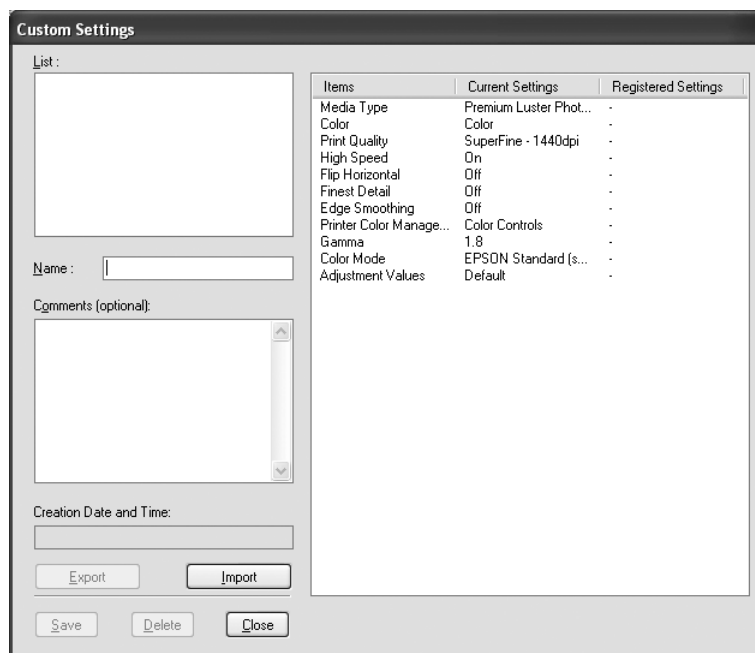 Custom Settings
List :
Name :
Comments (optional):
Creation Date and Time:
Export Import
Save Delete Close
Items Current Settings Registered Settings
Media Type Premium Luster Phot... -
Color Color -
Print Quality SuperFine - 1440dpi -
High Speed On -
Flip Horizontal Off -
Finest Detail Off -
Edge Smoothing Off -
Printer Color Manage... Color Controls -
Gamma 1.8 -
Color Mode EPSON Standard (s... -
Adjustment Values Default -